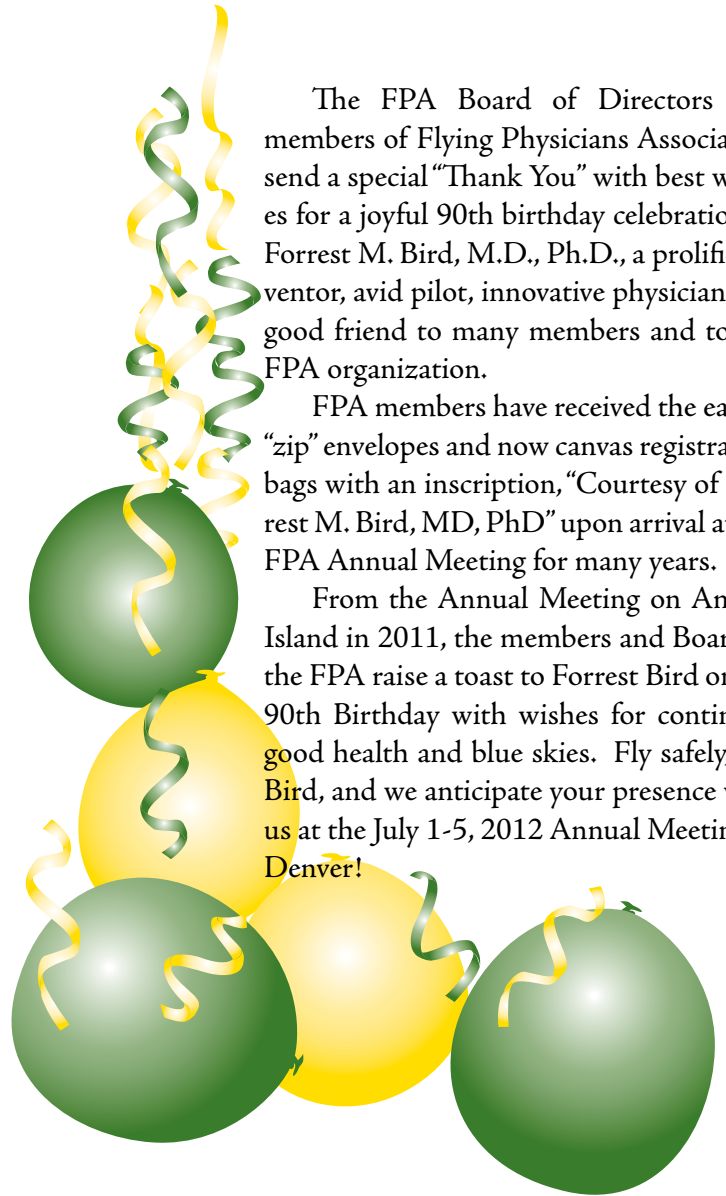 The FPA Board of Directors
members of Flying Physicians Associa
send a special “Thank You” with best w
es for a joyful 90th birthday celebratio
Forrest M. Bird, M.D., Ph.D., a prolifi
ventor, avid pilot, innovative physician
good friend to many members and to
FPA organization.
FPA members have received the ea
“zip” envelopes and now canvas registra
bags with an inscription, “Courtesy of
rest M. Bird, MD, PhD” upon arrival a
FPA Annual Meeting for many years.
From the Annual Meeting on An
Island in 2011, the members and Boar
the FPA raise a toast to Forrest Bird o
90th Birthday with wishes for contin
good health and blue skies. Fly safely,
Bird, and we anticipate your presence
us at the July 1-5, 2012 Annual Meetin
Denver!